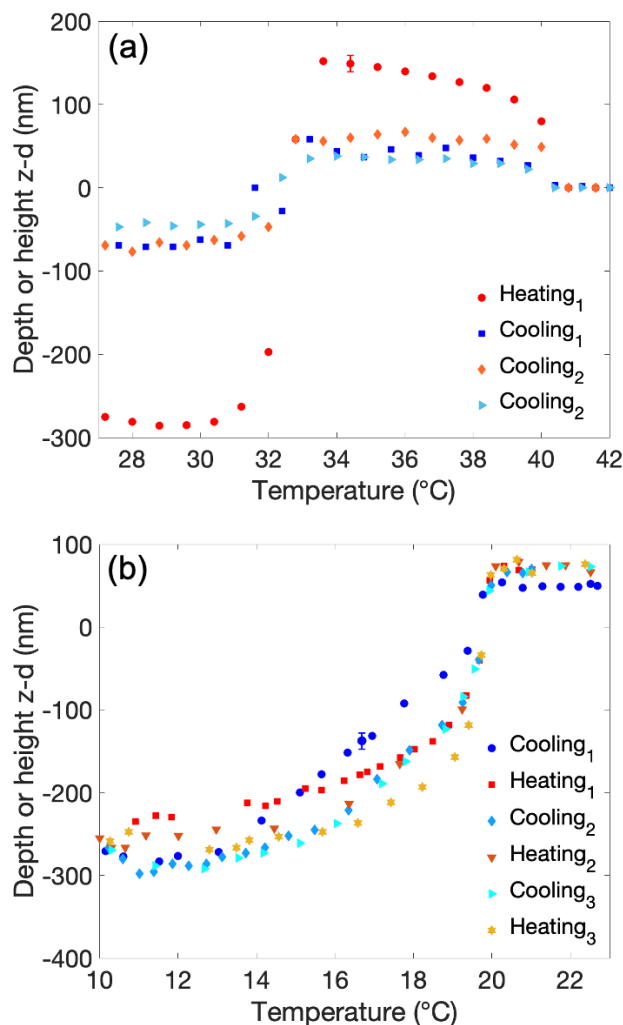 (a)
200
100
0
-100
-200
-300
Depth or height z-d (nm)
Heating₁
Cooling₁
Cooling₂
Cooling₂
28 30 32 34 36 38 40 42
Temperature (°C)
(b)
100
0
-100
-200
-300
-400
Depth or height z-d (nm)
Cooling₁
Heating₁
Cooling₂
Heating₂
Cooling₃
Heating₃
10 12 14 16 18 20 22
Temperature (°C)